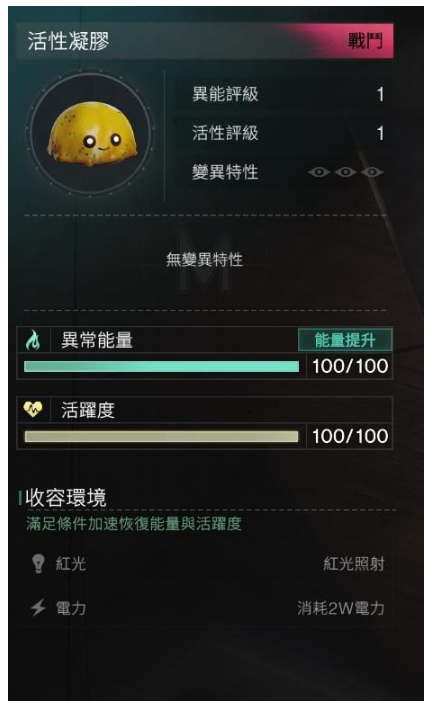 活性凝膠 戰鬥
異能評級 1
活性評級 1
變異特性
無變異特性
異常能量 能量提升
100/100
活躍度
100/100
收容環境
滿足條件加速恢復能量與活躍度
紅光 紅光照射
電力 消耗2W電力